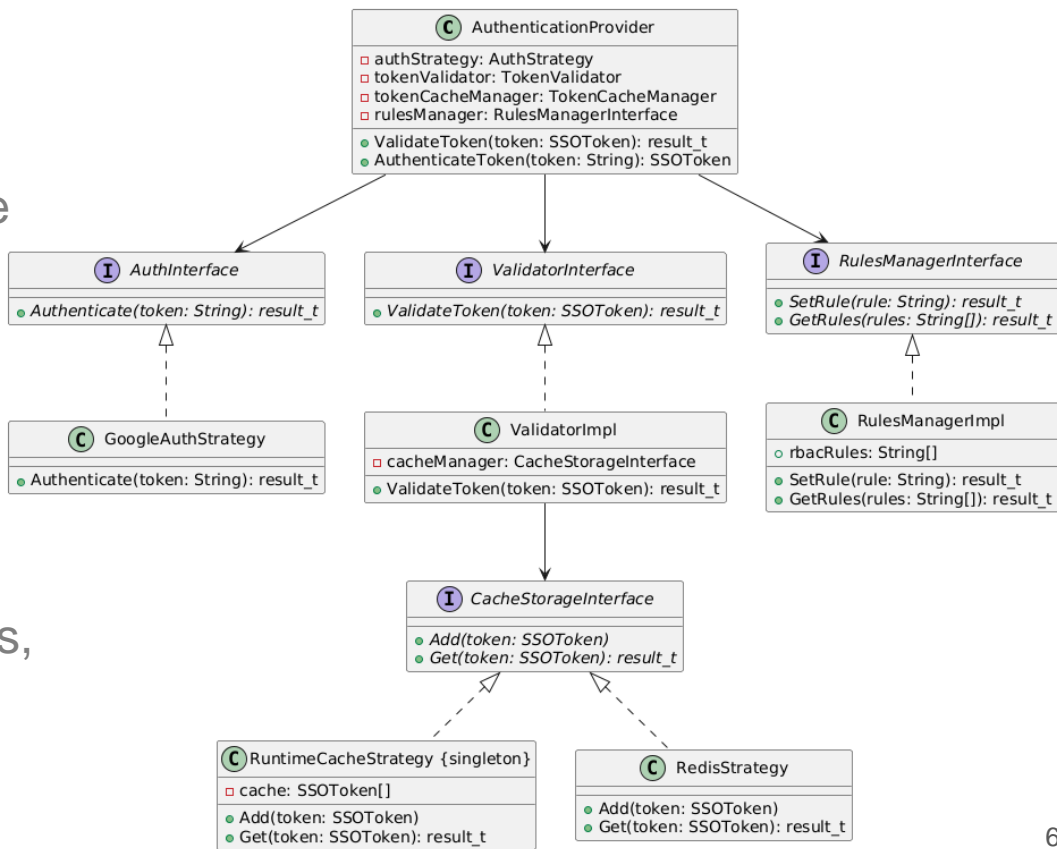 C AuthenticationProvider
authStrategy: AuthStrategy
tokenValidator: TokenValidator
tokenCacheManager: TokenCacheManager
rulesManager: RulesManagerInterface
ValidateToken(token: SSOToken): result_t
AuthenticateToken(token: String): SSOToken
e
I AuthInterface
Authenticate(token: String): result_t
I ValidatorInterface
ValidateToken(token: SSOToken): result_t
I RulesManagerInterface
SetRule(rule: String): result_t
GetRules(rules: String[]): result_t
C GoogleAuthStrategy
Authenticate(token: String): result_t
C ValidatorImpl
cacheManager: CacheStorageInterface
ValidateToken(token: SSOToken): result_t
C RulesManagerImpl
rbacRules: String[]
SetRule(rule: String): result_t
GetRules(rules: String[]): result_t
I CacheStorageInterface
Add(token: SSOToken)
Get(token: SSOToken): result_t
s,
C RuntimeCacheStrategy {singleton}
cache: SSOToken[]
Add(token: SSOToken)
Get(token: SSOToken): result_t
C RedisStrategy
Add(token: SSOToken)
Get(token: SSOToken): result_t
6